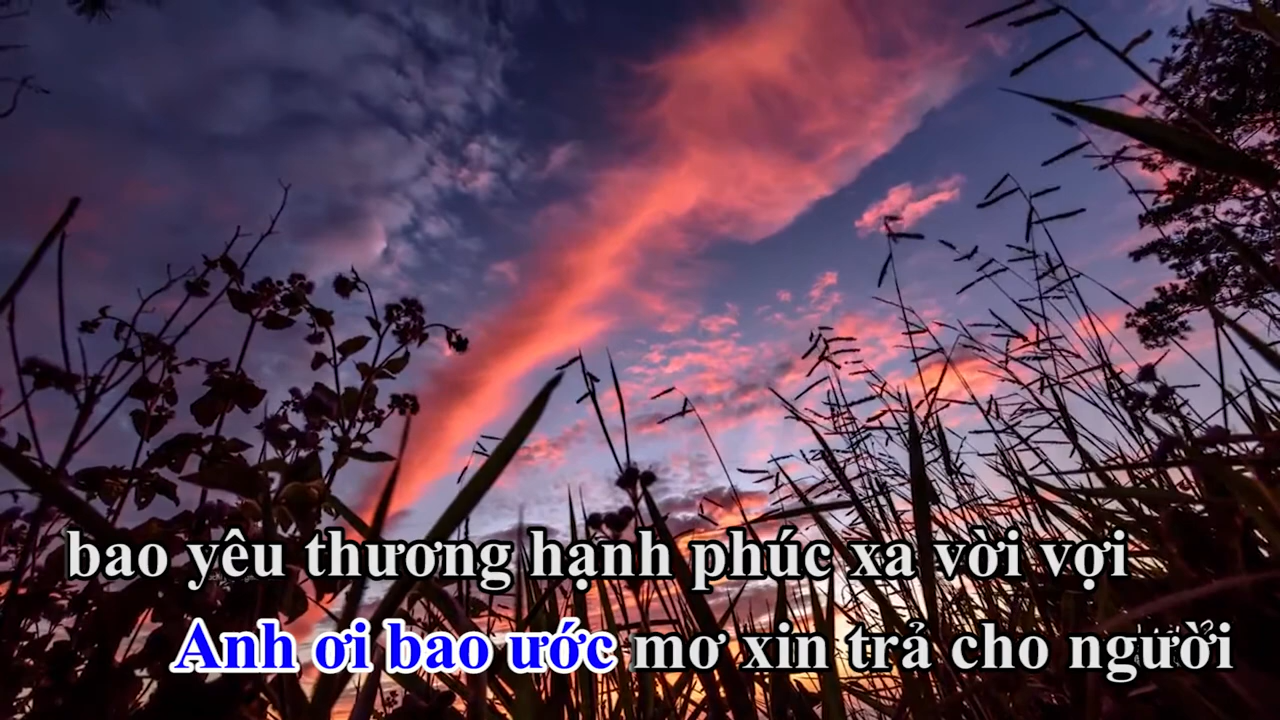 bao yêu thương hạnh phúc xa vời vợi
Anh ơi bao ước mơ xin trả cho người